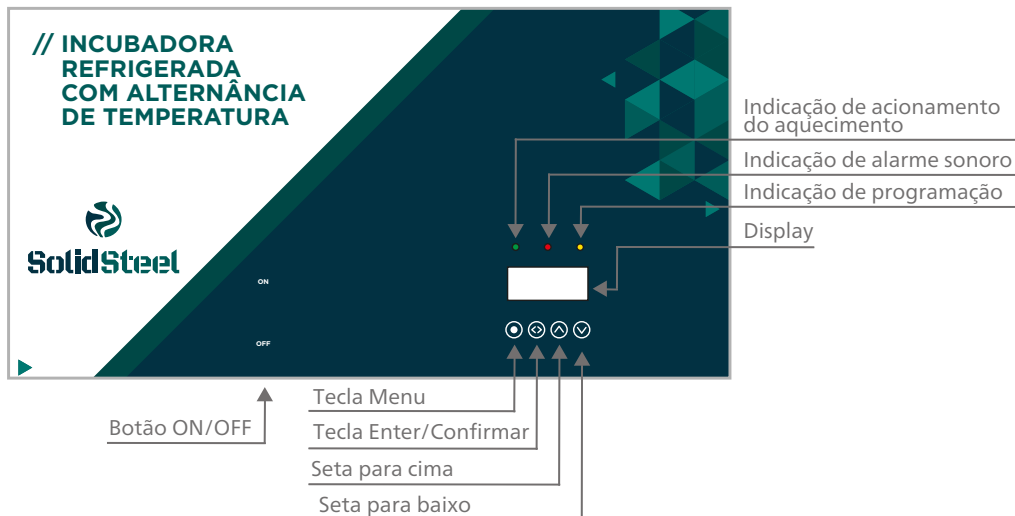 // INCUBADORA
REFRIGERADA
COM ALTERNÂNCIA
DE TEMPERATURA
SolidSteel
ON
OFF
Indicação de acionamento
do aquecimento
Indicação de alarme sonoro
Indicação de programação
Display
Botão ON/OFF
Tecla Menu
Tecla Enter/Confirmar
Seta para cima
Seta para baixo